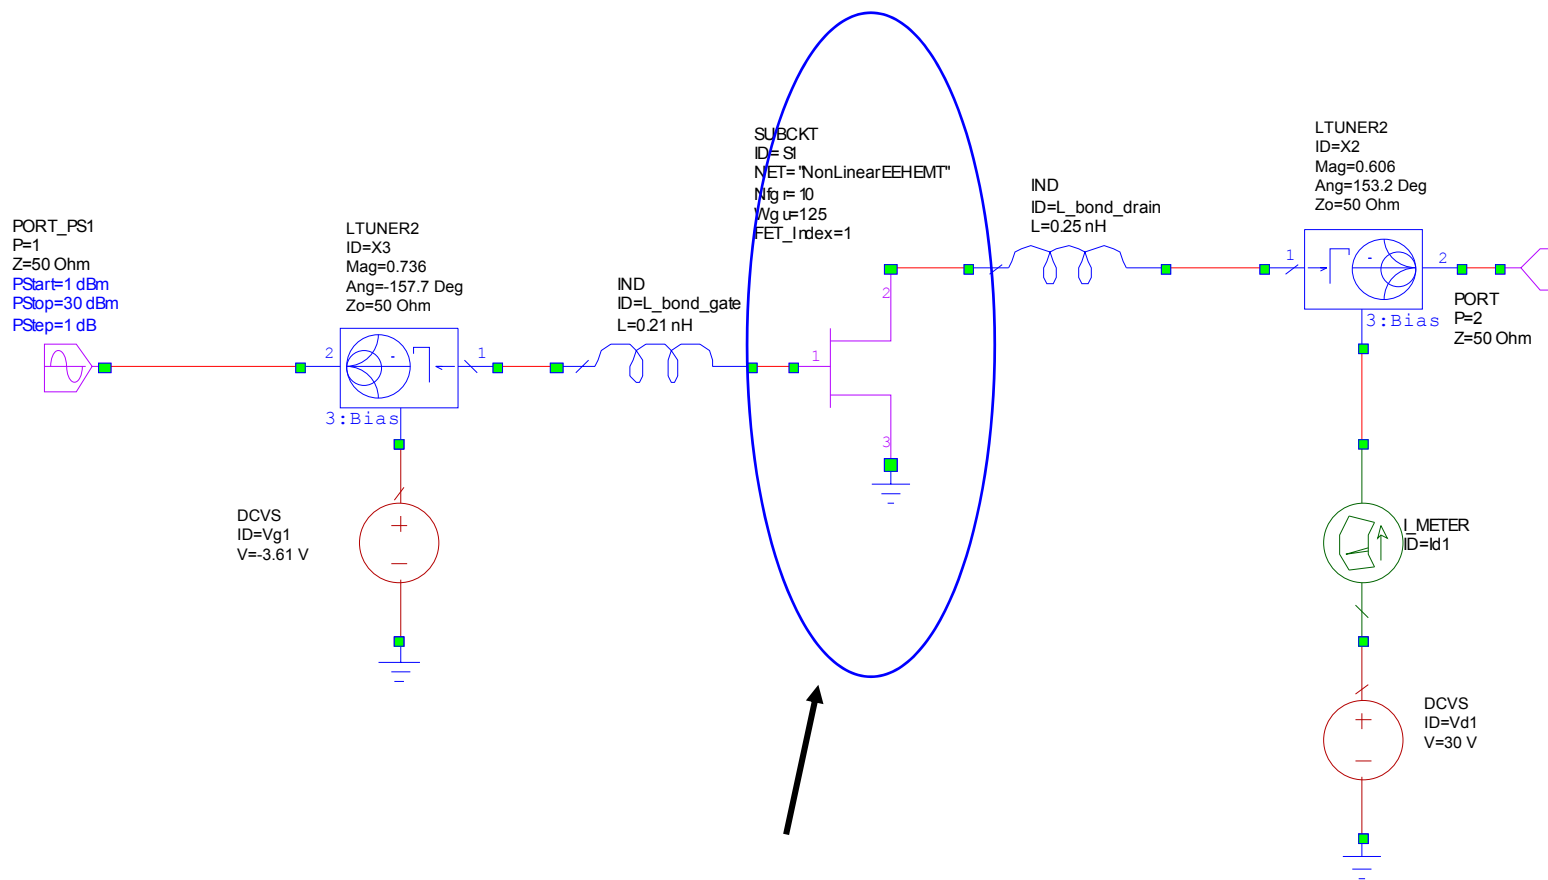 PORT_PS1
P=1
Z=50 Ohm
PStart=1 dBm
PStop=30 dBm
PStep=1 dB
LTUNER2
ID=X3
Mag=0.736
Ang=-157.7 Deg
Zo=50 Ohm
2
1
3:Bias
DCVS
ID=Vg1
V=-3.61 V
IND
ID=L_bond_gate
L=0.21 nH
SUBCKT
ID=S1
NET="NonLinearEEHEMT"
Nfgr=10
Wgu=125
FET_Index=1
1
2
3
IND
ID=L_bond_drain
L=0.25 nH
LTUNER2
ID=X2
Mag=0.606
Ang=153.2 Deg
Zo=50 Ohm
1
2
3:Bias
PORT
P=2
Z=50 Ohm
I_METER
ID=Id1
DCVS
ID=Vd1
V=30 V